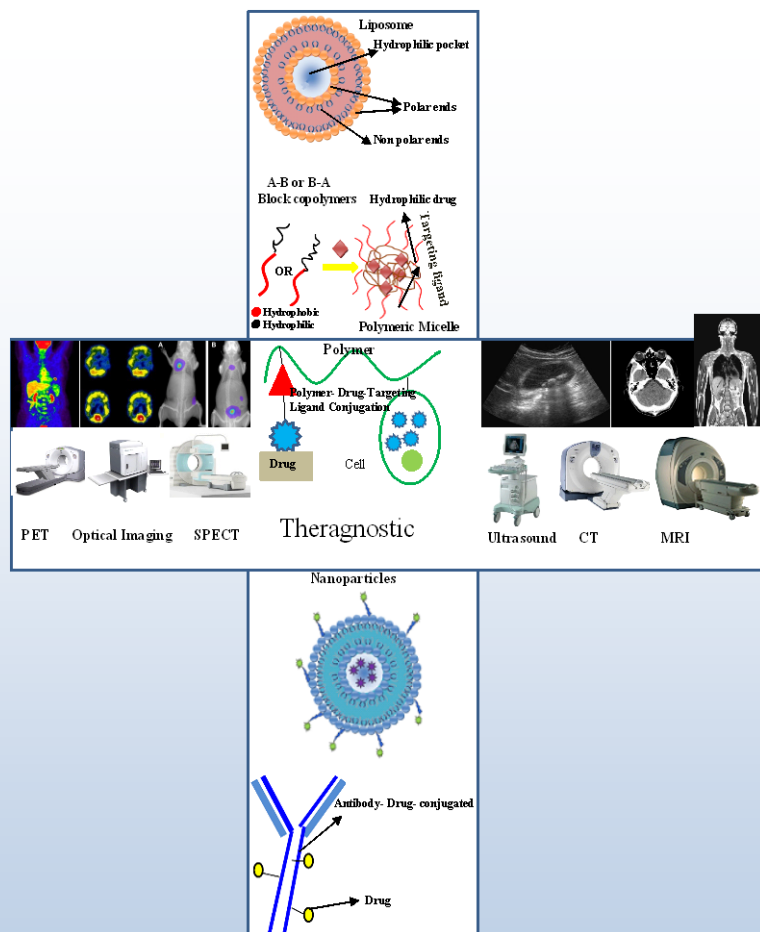 Liposome
Hydrophilic pocket
Polar ends
Non polar ends
A-B or B-A
Block copolymers
Hydrophilic drug
Targeting ligand
OR
Hydrophobic
Hydrophilic
Polymeric Micelle
A
B
Polymer
Polymer- Drug-Targeting
Ligand Conjugation
Drug
Cell
PET
Optical Imaging
SPECT
Theragnostic
Ultrasound
CT
MRI
Nanoparticles
Antibody- Drug- conjugated
Drug